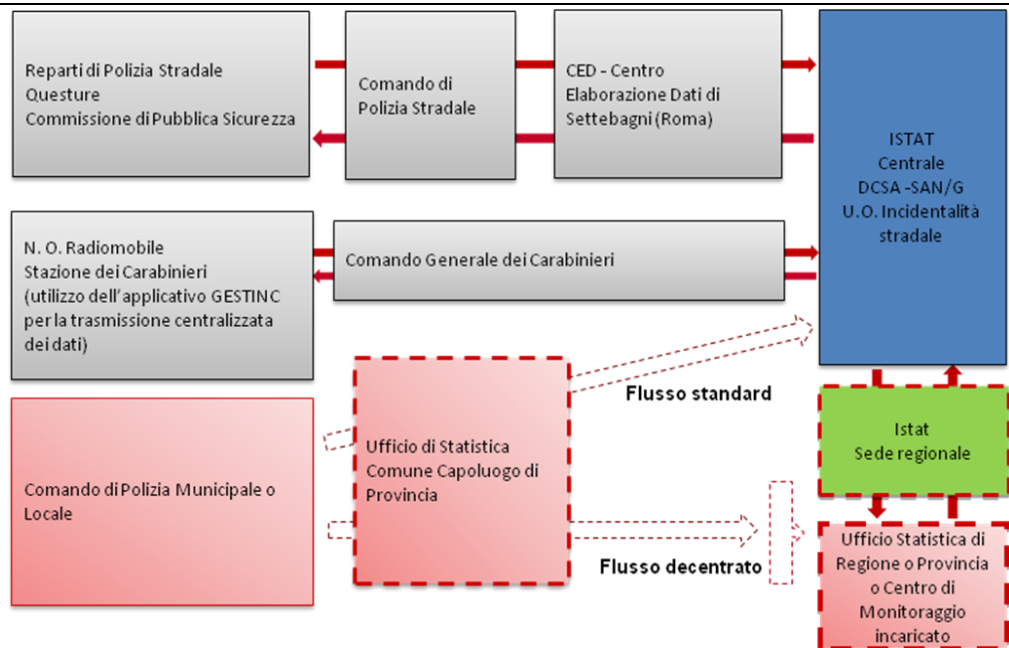 Reparti di Polizia Stradale
Questure
Commissione di Pubblica Sicurezza
Comando di
Polizia Stradale
CED - Centro
Elaborazione Dati di
Settebagni (Roma)
ISTAT
Centrale
DCSA -SAN/G
U.O. Incidentalità
stradale
N. O. Radiomobile
Stazione dei Carabinieri
(utilizzo dell'applicativo GESTINC
per la trasmissione centralizzata
dei dati)
Comando Generale dei Carabinieri
Flusso standard
Istat
Sede regionale
Comando di Polizia Municipale o
Locale
Ufficio di Statistica
Comune Capoluogo di
Provincia
Flusso decentrato
Ufficio Statistica di
Regione o Provincia
o Centro di
Monitoraggio
incaricato